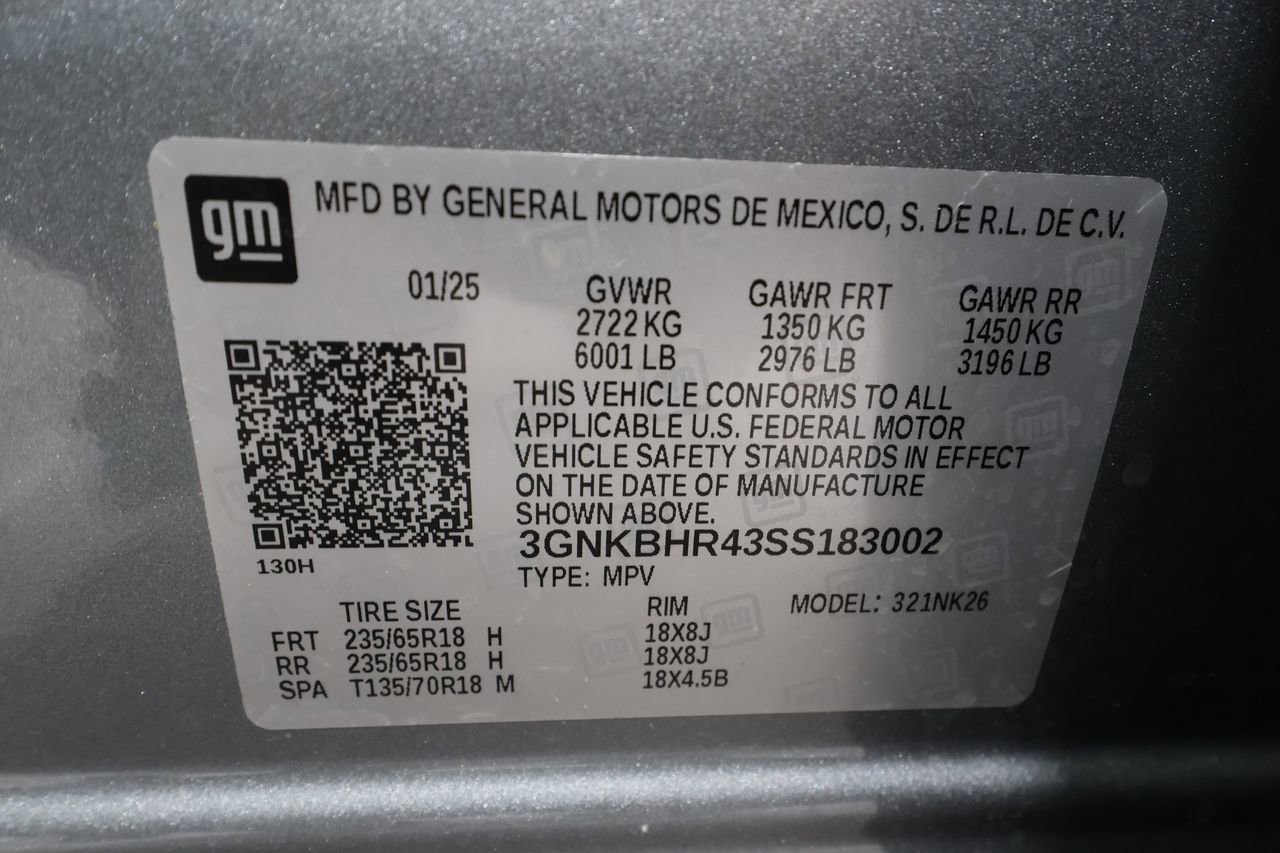 gm
MFD BY GENERAL MOTORS DE MEXICO, S. DE R.L. DE C.V.
01/25 GVWR GAWR FRT GAWR RR
2722 KG 1350 KG 1450 KG
6001 LB 2976 LB 3196 LB
THIS VEHICLE CONFORMS TO ALL
APPLICABLE U.S. FEDERAL MOTOR
VEHICLE SAFETY STANDARDS IN EFFECT
ON THE DATE OF MANUFACTURE
SHOWN ABOVE.
3GNKBHR43SS183002
130H
TYPE: MPV
TIRE SIZE RIM MODEL: 321NK26
FRT 235/65R18 H 18X8J
RR 235/65R18 H 18X8J
SPA T135/70R18 M 18X4.5B